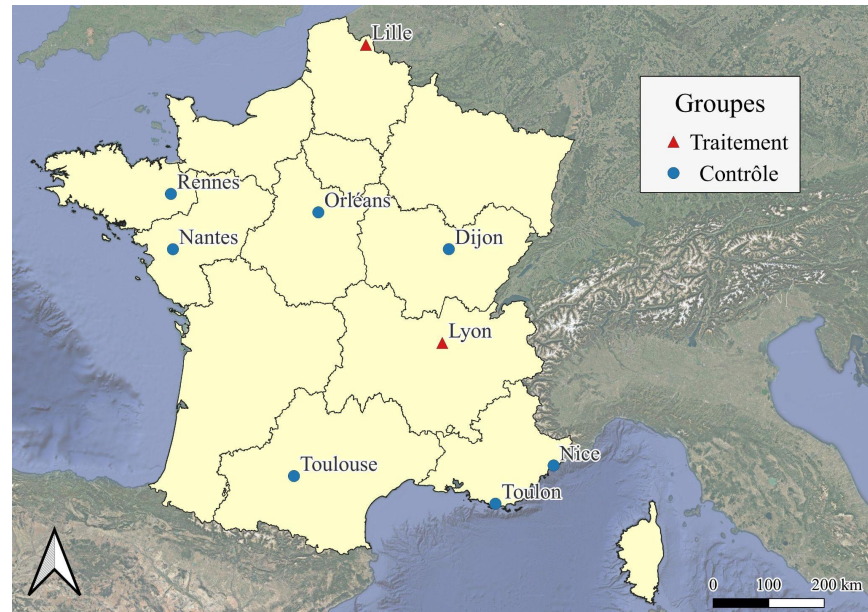 Lille
Groupes
Traitement
Contrôle
Rennes
Orléans
Nantes
Dijon
Lyon
Toulouse
Nice
Toulon
0 100 200 km